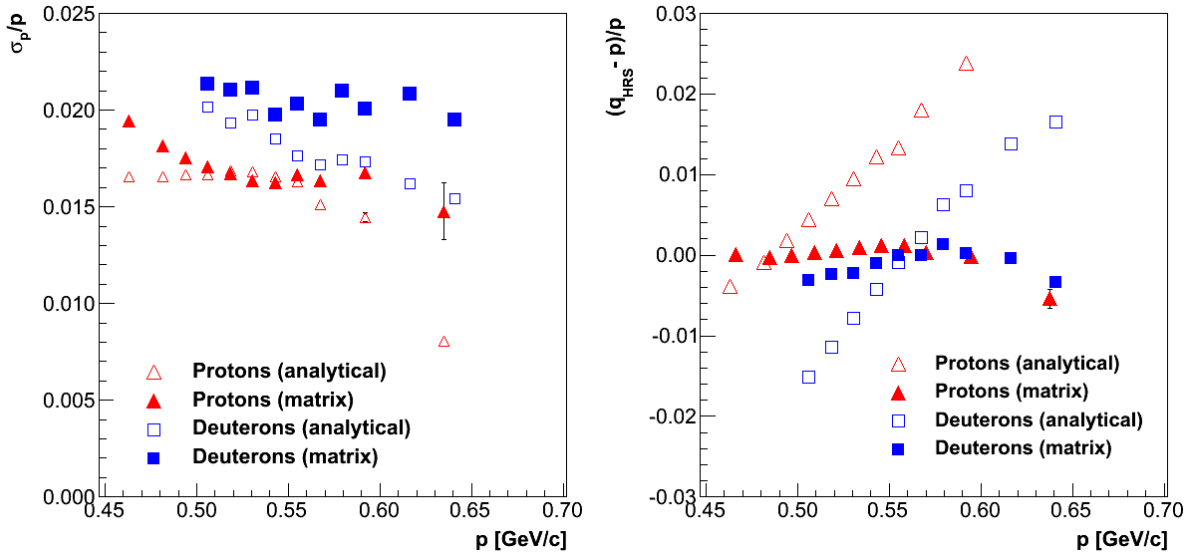 σp/p
0.025
0.020
0.015
0.010
0.005
0.000
Protons (analytical)
Protons (matrix)
Deuterons (analytical)
Deuterons (matrix)
0.45 0.50 0.55 0.60 0.65 0.70
p [GeV/c]
(qHRS - p)/p
0.03
0.02
0.01
0.00
-0.01
-0.02
-0.03
Protons (analytical)
Protons (matrix)
Deuterons (analytical)
Deuterons (matrix)
0.45 0.50 0.55 0.60 0.65 0.70
p [GeV/c]